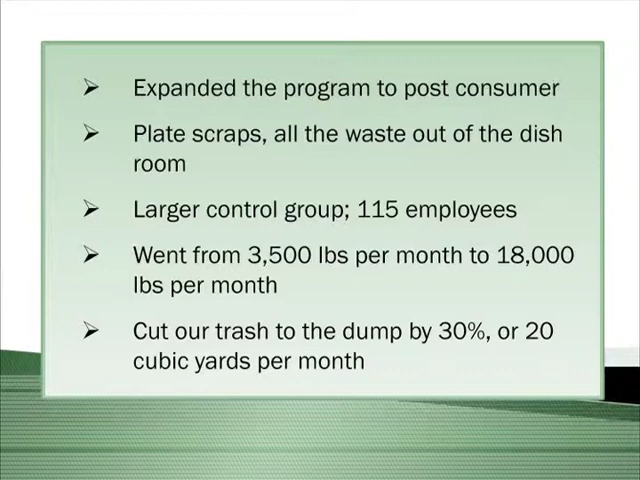 Expanded the program to post consumer
Plate scraps, all the waste out of the dish
room
Larger control group; 115 employees
Went from 3,500 lbs per month to 18,000
lbs per month
Cut our trash to the dump by 30%, or 20
cubic yards per month